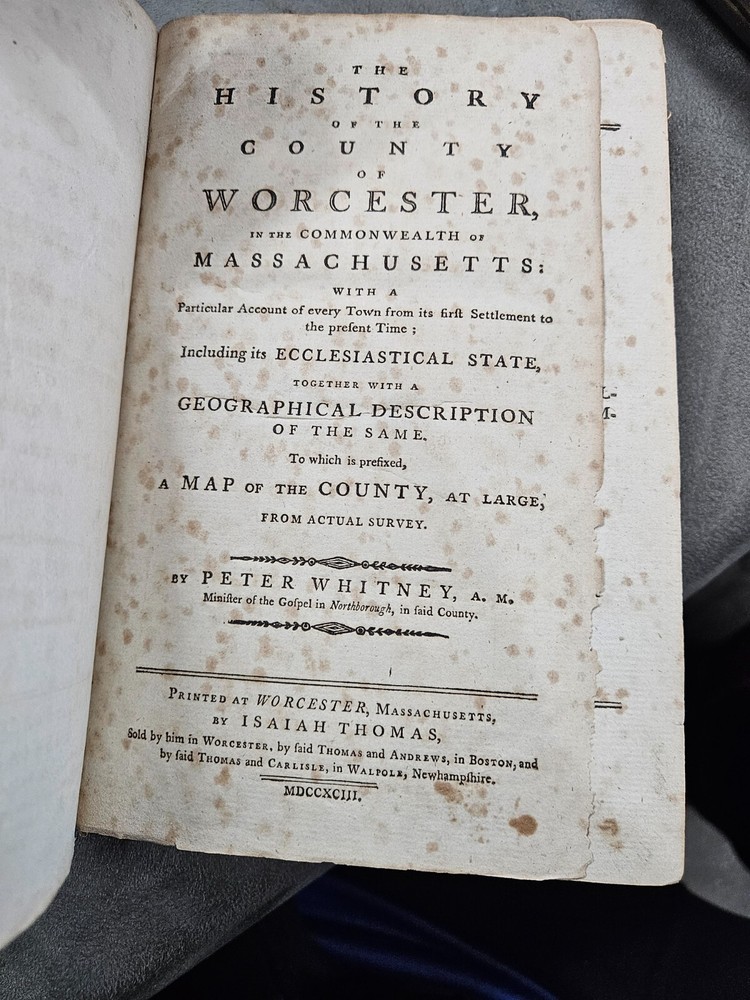 THE
HISTORY
OF THE
COUNTY
OF
WORCESTER,
IN THE COMMONWEALTH OF
MASSACHUSETTS:
WITH A
Particular Account of every Town from its firſt Settlement to
the preſent Time;
Including its ECCLESIASTICAL STATE,
TOGETHER WITH A
GEOGRAPHICAL DESCRIPTION
OF THE SAME.
To which is prefixed,
A MAP OF THE COUNTY, AT LARGE,
FROM ACTUAL SURVEY.
BY PETER WHITNEY, A. M.
Miniſter of the Goſpel in Northborough, in ſaid County.
PRINTED AT WORCESTER, MASSACHUSETTS,
BY ISAIAH THOMAS,
Sold by him in WORCESTER, by ſaid THOMAS and ANDREWS, in BOSTON, and
by ſaid THOMAS and CARLISLE, in WALPOLE, Newhampſhire.
MDCCXCIII.
L-
M-